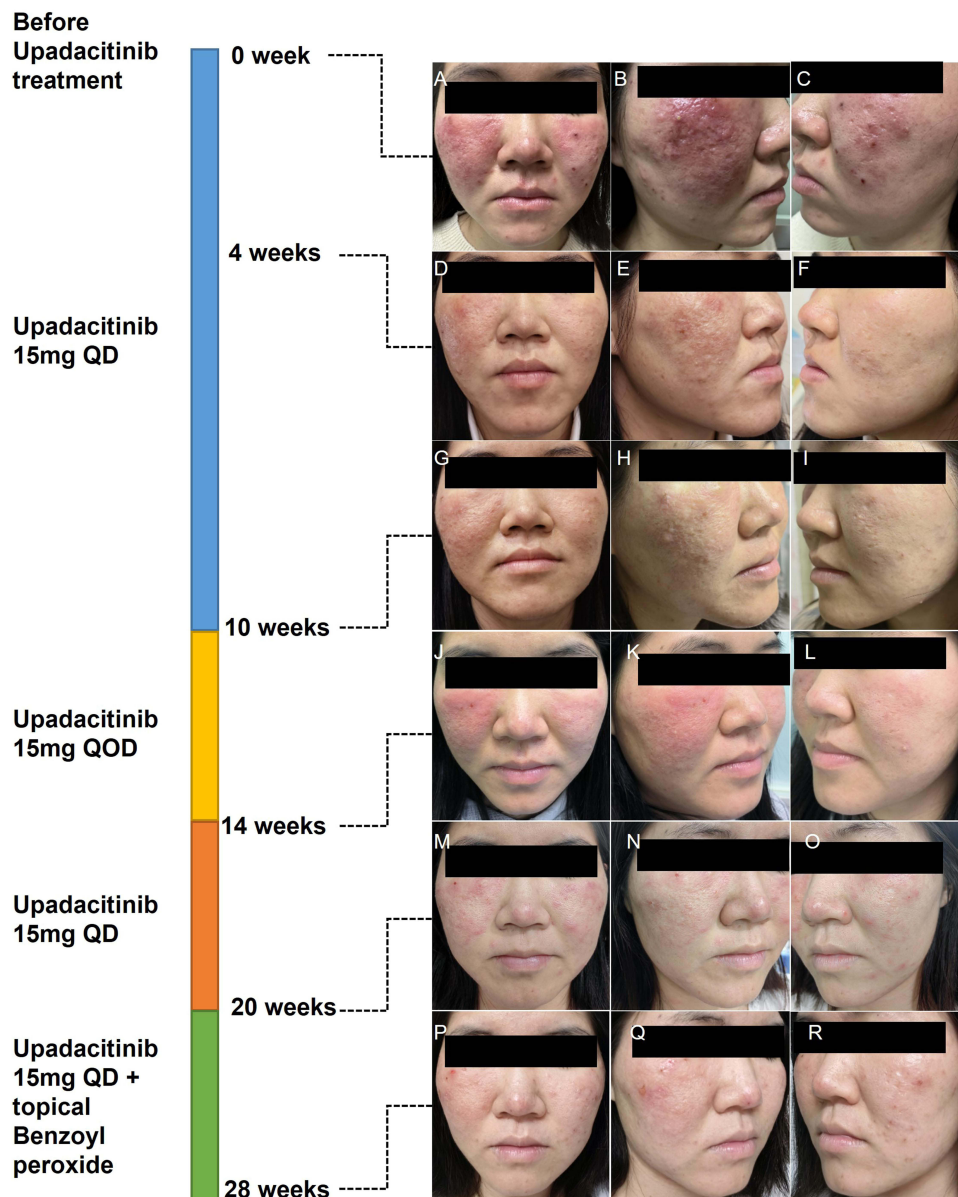 Before
Upadacitinib
treatment
0 week
A
B
C
4 weeks
D
E
F
Upadacitinib
15mg QD
G
H
I
10 weeks
J
K
L
Upadacitinib
15mg QOD
14 weeks
M
N
O
Upadacitinib
15mg QD
20 weeks
P
Q
R
Upadacitinib
15mg QD +
topical
Benzoyl
peroxide
28 weeks